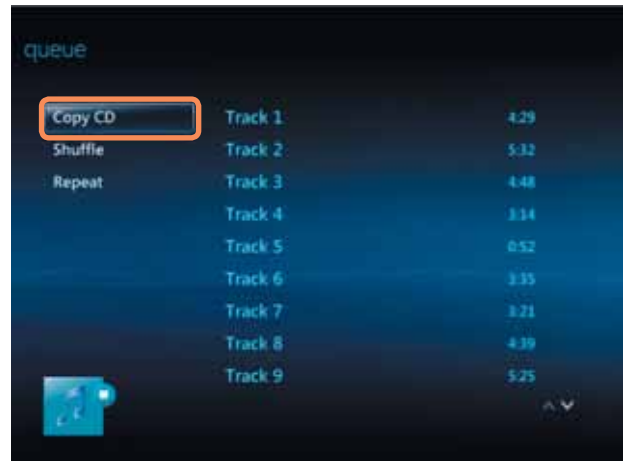 queue
Copy CD Track 1 4:29
Shuffle Track 2 5:32
Repeat Track 3 4:48
Track 4 3:14
Track 5 0:52
Track 6 3:35
Track 7 3:21
Track 8 4:39
Track 9 5:25